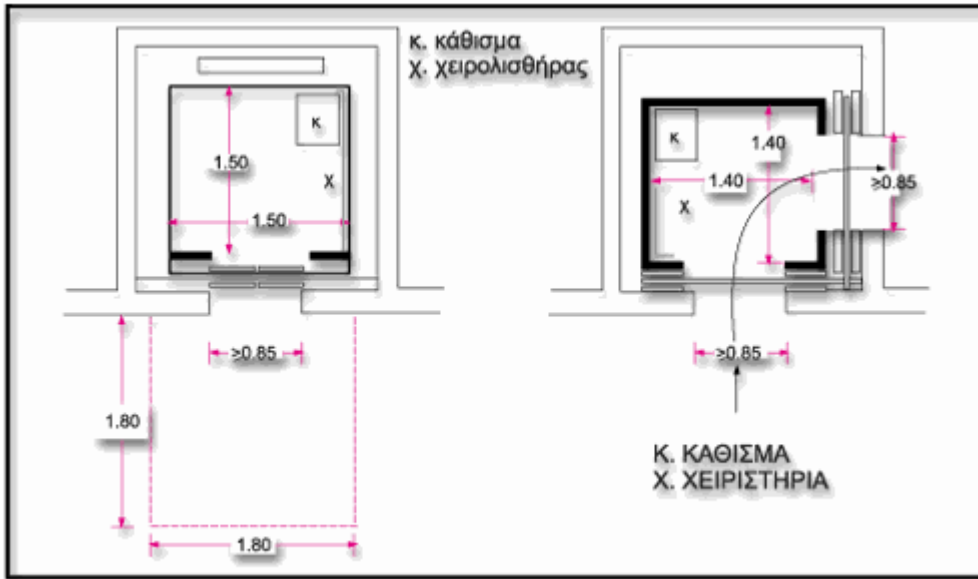 κ. κάθισμα
χ. χειρολισθήρας
κ
1.50
χ
1.50
≥0.85
1.80
1.80
κ
1.40
1.40
≥0.85
χ
≥0.85
Κ. ΚΑΘΙΣΜΑ
Χ. ΧΕΙΡΙΣΤΗΡΙΑ